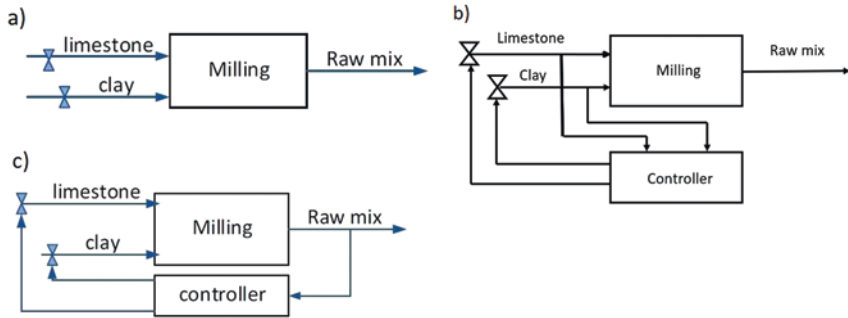 a)
limestone
Milling
Raw mix
clay
b)
Limestone
Raw mix
Milling
Clay
Controller
c)
limestone
Raw mix
Milling
clay
controller